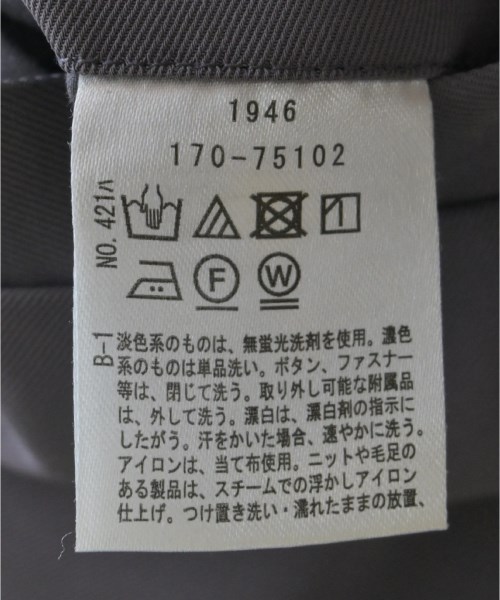 1946
170-75102
NO. 421ハ
F
W
B-1
淡色系のものは、無蛍光洗剤を使用。濃色
系のものは単品洗い。ボタン、ファスナー
等は、閉じて洗う。取り外し可能な附属品
は、外して洗う。漂白は、漂白剤の指示に
したがう。汗をかいた場合、速やかに洗う。
アイロンは、当て布使用。ニットや毛足の
ある製品は、スチームでの浮かしアイロン
仕上げ。つけ置き洗い・濡れたままの放置、